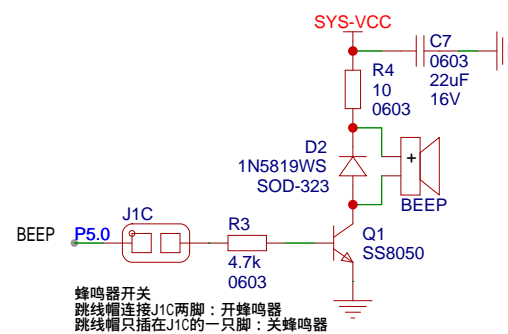 SYS-VCC
C7
0603
22uF
16V
R4
10
0603
D2
1N5819WS
SOD-323
+
BEEP
BEEP
P5.0
J1C
R3
4.7k
0603
Q1
SS8050
蜂鸣器开关
跳线帽连接J1C两脚：开蜂鸣器
跳线帽只插在J1C的一只脚：关蜂鸣器